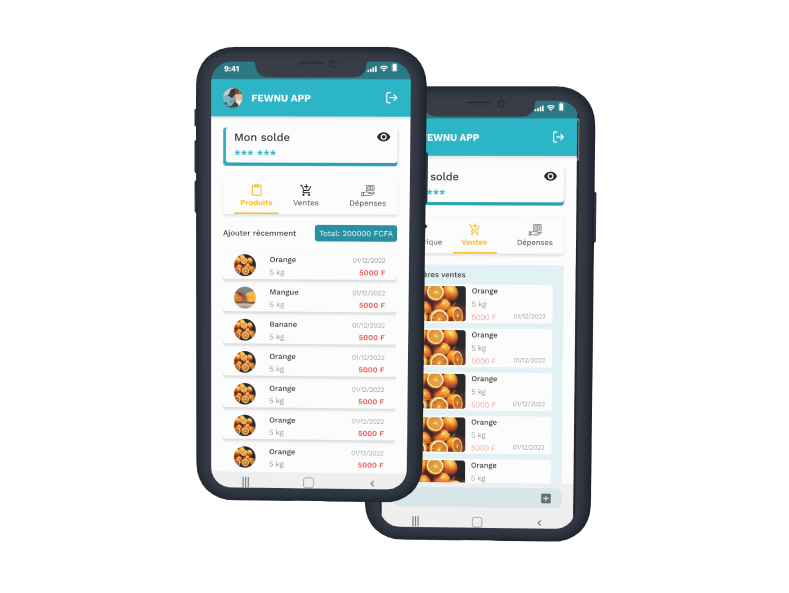 9:41
FEWNU APP
Mon solde
*** ***
Produits
Ventes
Dépenses
Ajouter récemment
Total: 200000 FCFA
Orange
01/12/2022
5 kg
5000 F
Mangue
01/12/2022
5 kg
5000 F
Banane
01/12/2022
5 kg
5000 F
Orange
01/12/2022
5 kg
5000 F
Orange
01/12/2022
5 kg
5000 F
Orange
01/12/2022
5 kg
5000 F
Orange
01/12/2022
5 kg
5000 F
EWNU APP
solde
***
rique
Ventes
Dépenses
ères ventes
Orange
5 kg
5000 F
01/12/2022
Orange
5 kg
5000 F
01/12/2022
Orange
5 kg
5000 F
01/12/2022
Orange
5 kg
5000 F
01/12/2022
Orange
5 kg